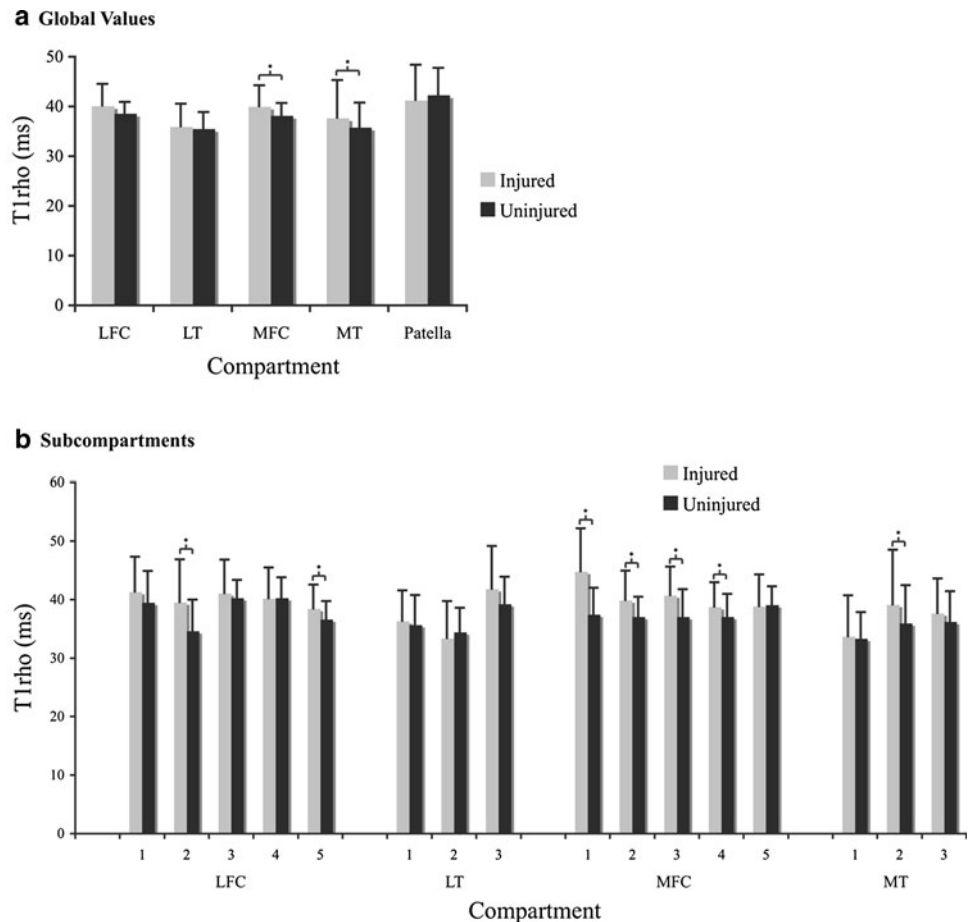 a Global Values
50
40
30
20
10
0
T1rho (ms)
LFC LT MFC MT Patella
Compartment
Injured
Uninjured
b Subcompartments
60
50
40
30
20
10
0
T1rho (ms)
Injured
Uninjured
1 2 3 4 5 1 2 3 1 2 3 4 5 1 2 3
LFC LT MFC MT
Compartment